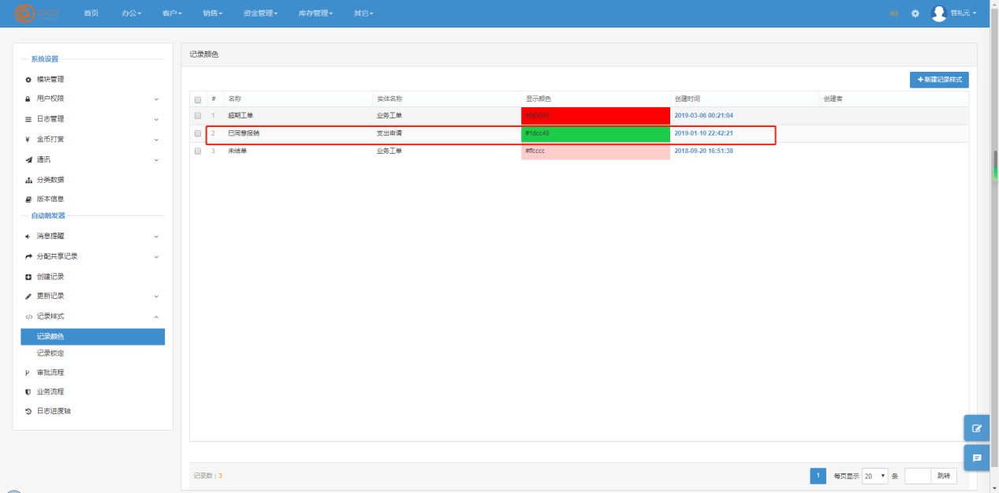 首页 办公 客户 销售 资金管理 库存管理 其它 管礼元
系统设置
模块管理
用户权限
日志管理
金币打赏
通讯
分类数据
版本信息
自动触发器
消息提醒
分配共享记录
创建记录
更新记录
记录样式
记录颜色
记录锁定
审批流程
业务流程
日志进度轴
记录颜色
+新建记录样式
# 名称 实体名称 显示颜色 创建时间 创建者
1 超期工单 业务工单 2019-03-06 00:21:04
2 已同意报销 支出申请 #1dcc49 2019-01-10 22:42:21
3 未结单 业务工单 #ffcccc 2018-09-20 16:51:38
记录数：3
1 每页显示 20 条 跳转